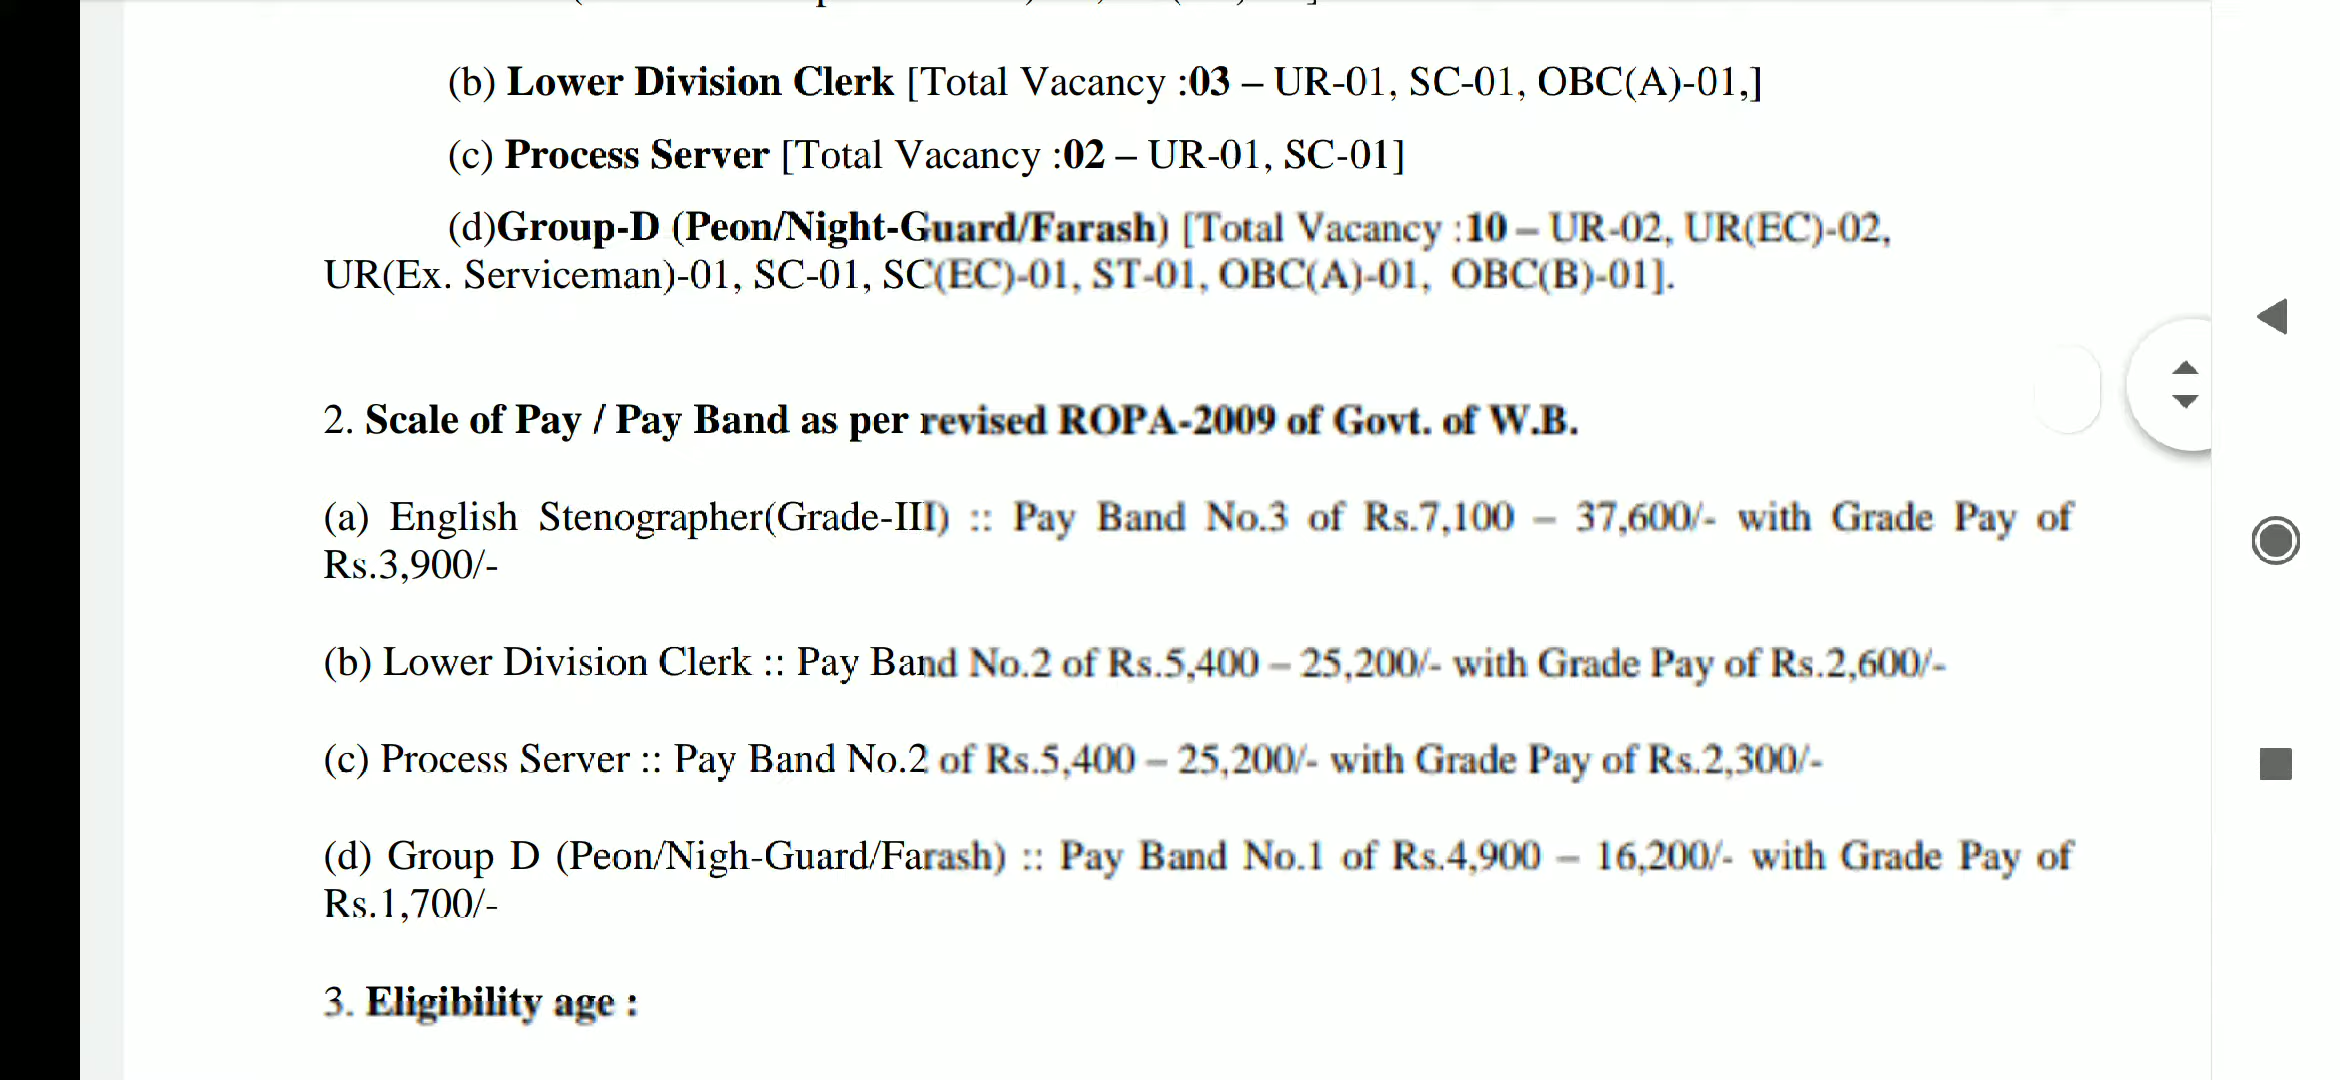 (b) Lower Division Clerk [Total Vacancy :03 – UR-01, SC-01, OBC(A)-01,]
(c) Process Server [Total Vacancy :02 – UR-01, SC-01]
(d)Group-D (Peon/Night-Guard/Farash) [Total Vacancy :10 – UR-02, UR(EC)-02,
UR(Ex. Serviceman)-01, SC-01, SC(EC)-01, ST-01, OBC(A)-01, OBC(B)-01].
2. Scale of Pay / Pay Band as per revised ROPA-2009 of Govt. of W.B.
(a) English Stenographer(Grade-III) :: Pay Band No.3 of Rs.7,100 – 37,600/- with Grade Pay of
Rs.3,900/-
(b) Lower Division Clerk :: Pay Band No.2 of Rs.5,400 – 25,200/- with Grade Pay of Rs.2,600/-
(c) Process Server :: Pay Band No.2 of Rs.5,400 – 25,200/- with Grade Pay of Rs.2,300/-
(d) Group D (Peon/Nigh-Guard/Farash) :: Pay Band No.1 of Rs.4,900 – 16,200/- with Grade Pay of
Rs.1,700/-
3. Eligibility age :